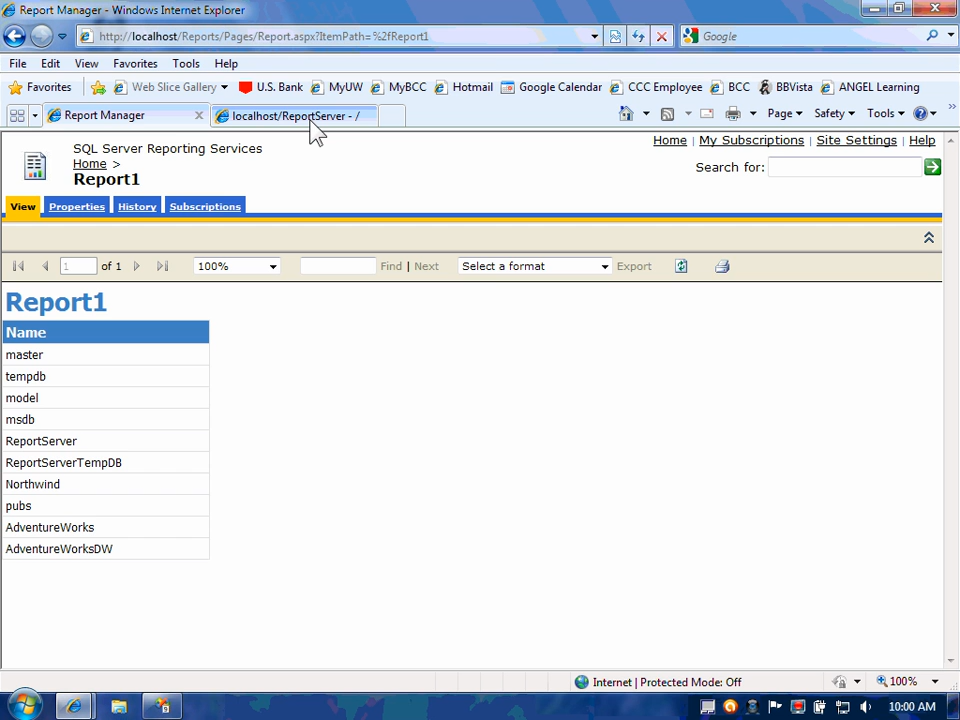 Report Manager - Windows Internet Explorer
http://localhost/Reports/Pages/Report.aspx?ItemPath=%2fReport1
Google
File Edit View Favorites Tools Help
Favorites Web Slice Gallery U.S. Bank MyUW MyBCC Hotmail Google Calendar CCC Employee BCC BBVista ANGEL Learning
Report Manager localhost/ReportServer - / Page Safety Tools
SQL Server Reporting Services
Home | My Subscriptions | Site Settings | Help
Home >
Search for:
Report1
View Properties History Subscriptions
1 of 1 100% Find | Next Select a format Export
Report1
Name
master
tempdb
model
msdb
ReportServer
ReportServerTempDB
Northwind
pubs
AdventureWorks
AdventureWorksDW
Internet | Protected Mode: Off 100%
10:00 AM